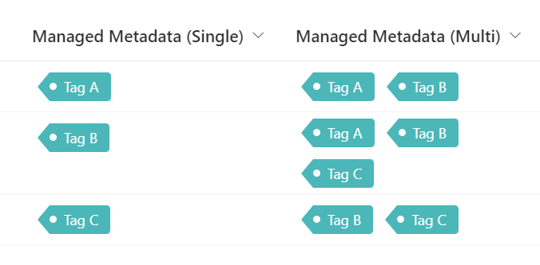 Managed Metadata (Single) Managed Metadata (Multi)
Tag A Tag A Tag B
Tag B Tag A Tag B
Tag C
Tag C Tag B Tag C